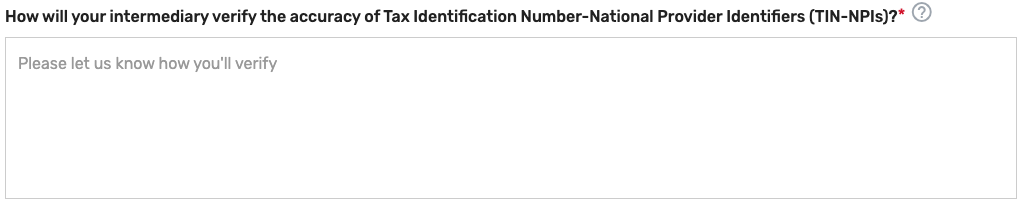 How will your intermediary verify the accuracy of Tax Identification Number-National Provider Identifiers (TIN-NPIs)?* ?
Please let us know how you'll verify